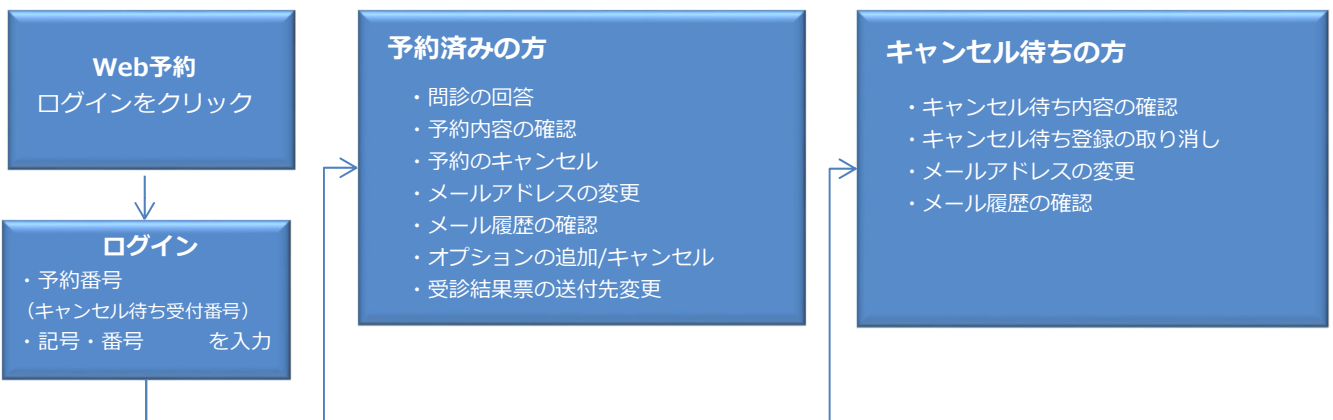 Web予約
ログインをクリック
ログイン
・予約番号
（キャンセル待ち受付番号）
・記号・番号　　　を入力
予約済みの方
・問診の回答
・予約内容の確認
・予約のキャンセル
・メールアドレスの変更
・メール履歴の確認
・オプションの追加/キャンセル
・受診結果票の送付先変更
キャンセル待ちの方
・キャンセル待ち内容の確認
・キャンセル待ち登録の取り消し
・メールアドレスの変更
・メール履歴の確認